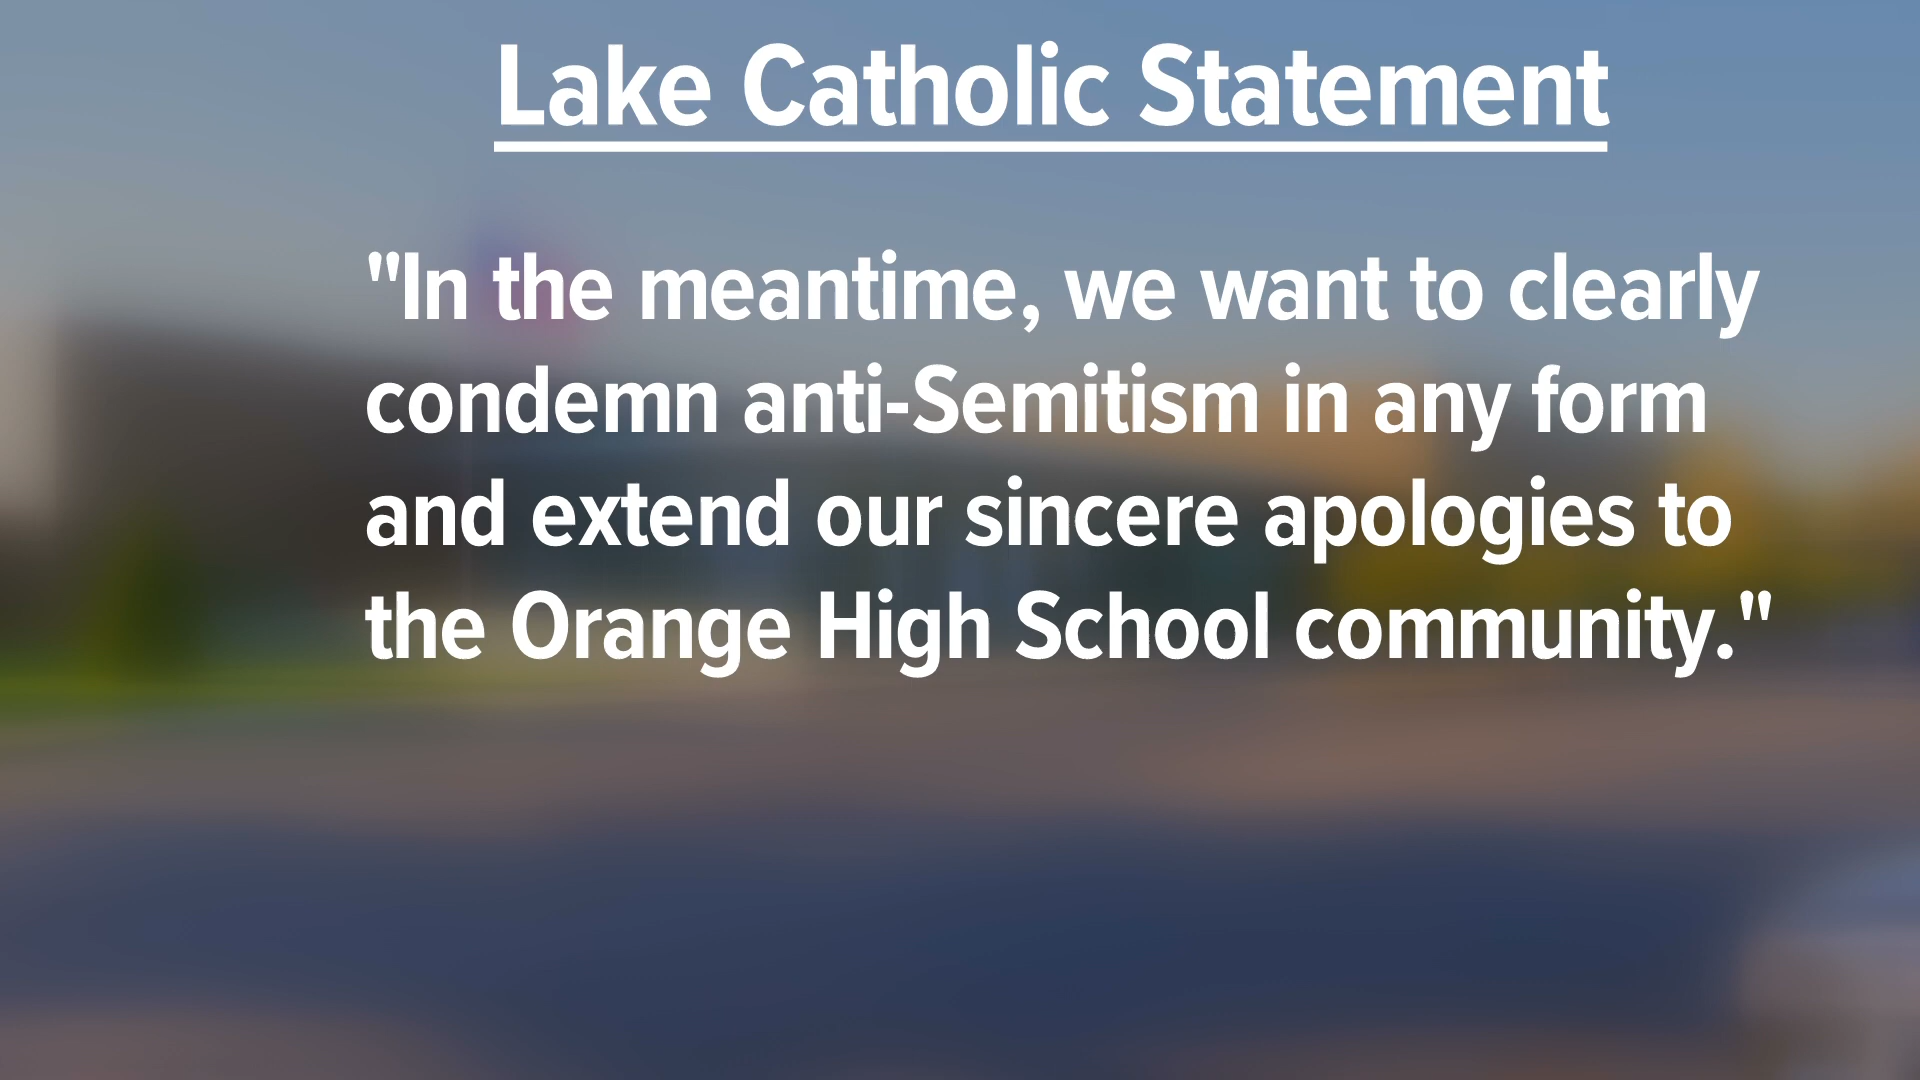 Lake Catholic Statement
"In the meantime, we want to clearly
condemn anti-Semitism in any form
and extend our sincere apologies to
the Orange High School community."